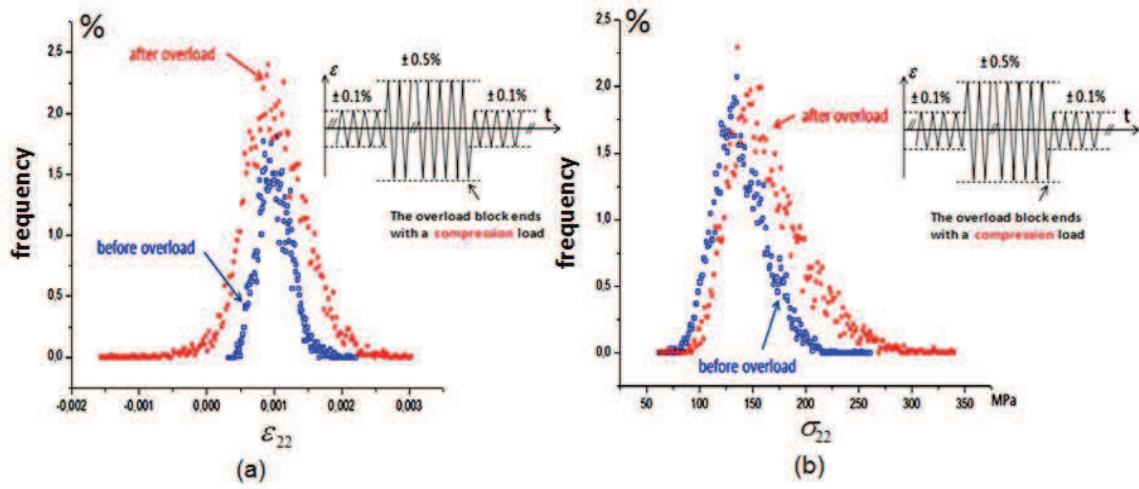 %
2.5
2.0
1.5
1.0
0.5
0.0
frequency
after overload
before overload
ε
± 0.5%
± 0.1%
± 0.1%
t
The overload block ends
with a compression load
-0.002
-0.001
0,000
0.001
0.002
0.003
ε22
(a)
%
2.5
2.0
1.5
1.0
0.5
0.0
frequency
after overload
before overload
ε
± 0.5%
± 0.1%
± 0.1%
t
The overload block ends
with a compression load
50
100
150
200
250
300
350
MPa
σ22
(b)